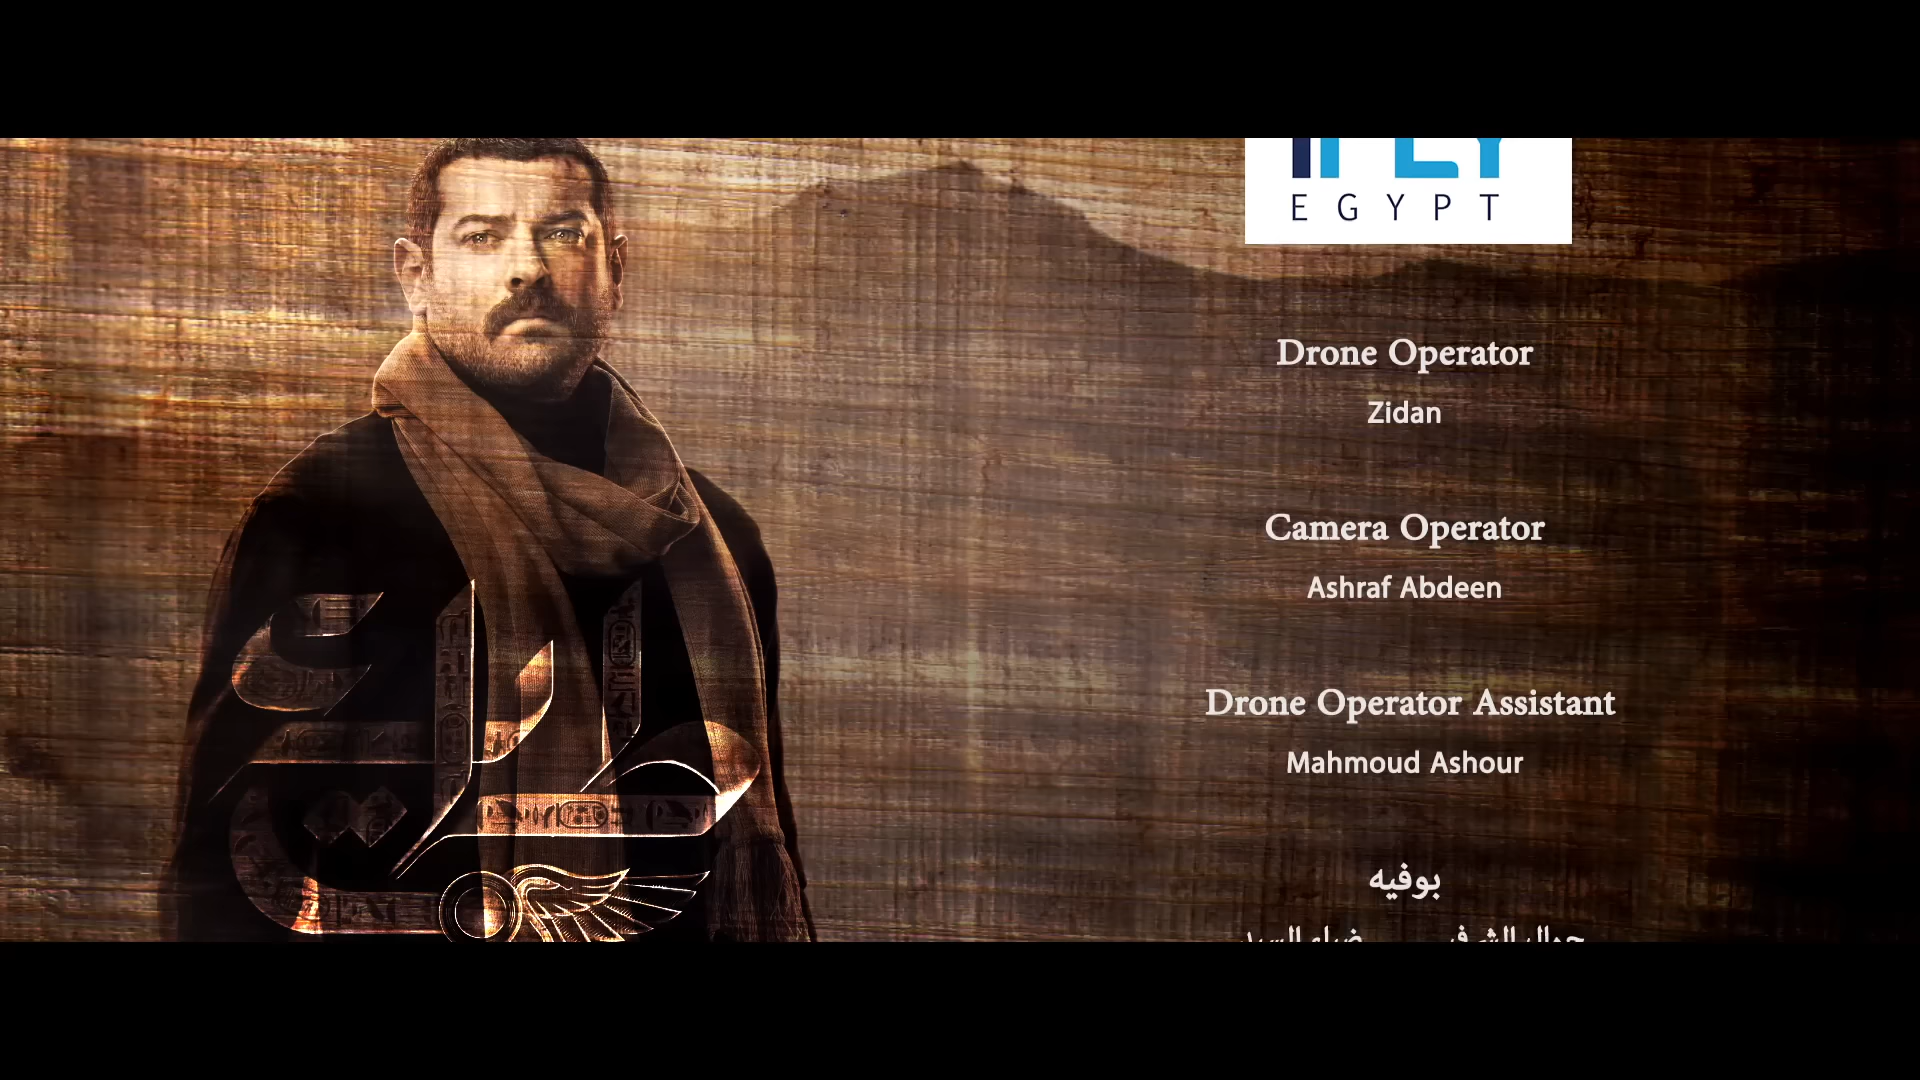 EGYPT
Drone Operator
Zidan
Camera Operator
Ashraf Abdeen
Drone Operator Assistant
Mahmoud Ashour
بوفيه